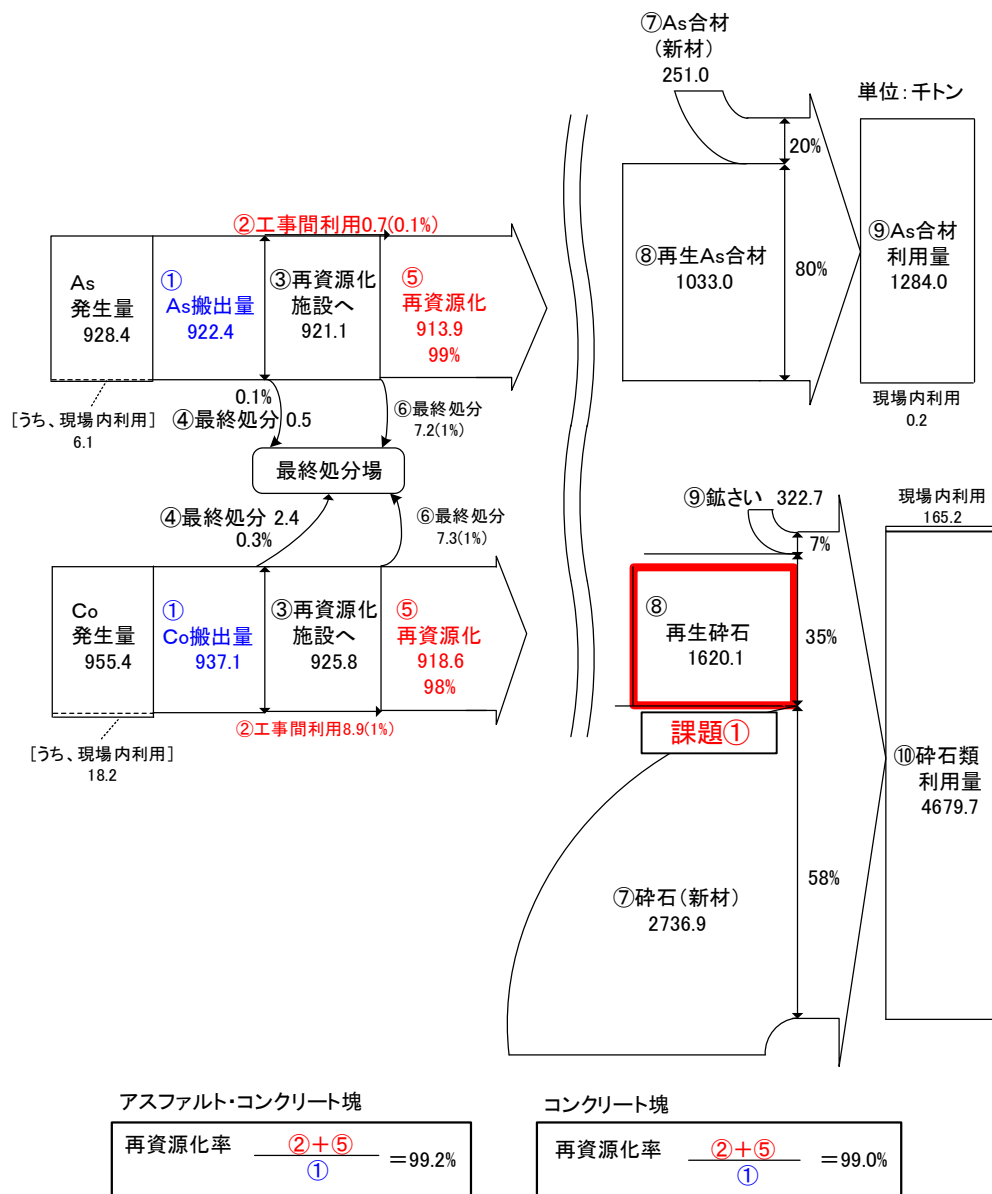 ⑦As合材
(新材)
251.0
単位:千トン
20%
②工事間利用0.7(0.1%)
As
発生量
928.4
①
As搬出量
922.4
③再資源化
施設へ
921.1
⑤
再資源化
913.9
99%
⑧再生As合材
1033.0
80%
⑨As合材
利用量
1284.0
[うち、現場内利用]
6.1
0.1%
④最終処分 0.5
⑥最終処分
7.2(1%)
現場内利用
0.2
最終処分場
④最終処分 2.4
0.3%
⑥最終処分
7.3(1%)
⑨鉱さい 322.7
現場内利用
165.2
7%
Co
発生量
955.4
①
Co搬出量
937.1
③再資源化
施設へ
925.8
⑤
再資源化
918.6
98%
⑧
再生砕石
1620.1
35%
②工事間利用8.9(1%)
[うち、現場内利用]
18.2
課題①
⑩砕石類
利用量
4679.7
⑦砕石(新材)
2736.9
58%
アスファルト・コンクリート塊
再資源化率
②+⑤
①
=99.2%
コンクリート塊
再資源化率
②+⑤
①
=99.0%